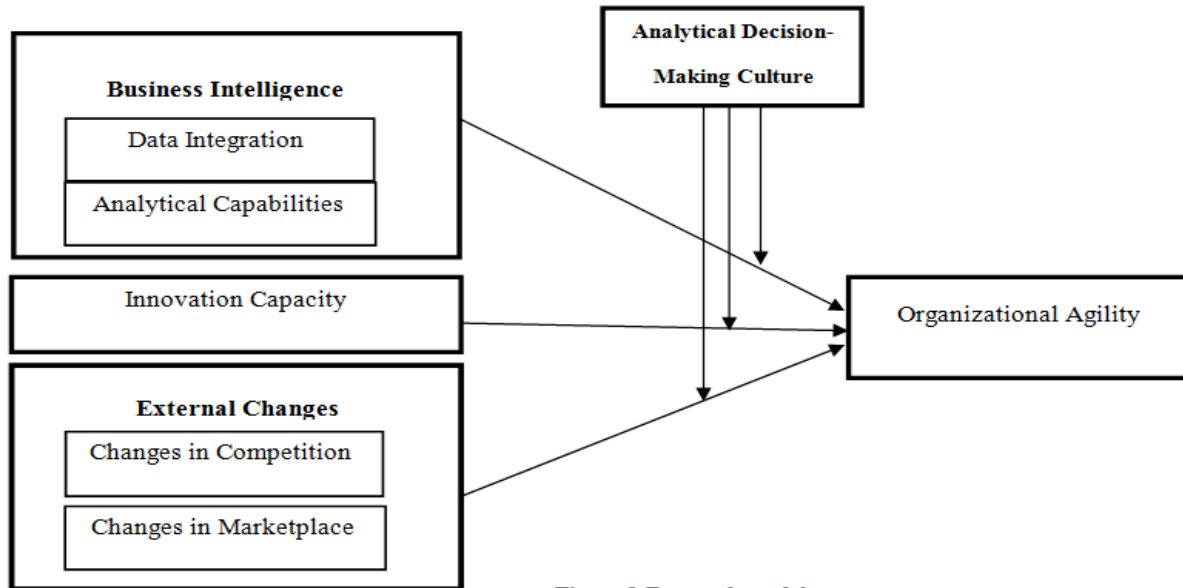 Analytical Decision-
Making Culture
Business Intelligence
Data Integration
Analytical Capabilities
Innovation Capacity
Organizational Agility
External Changes
Changes in Competition
Changes in Marketplace